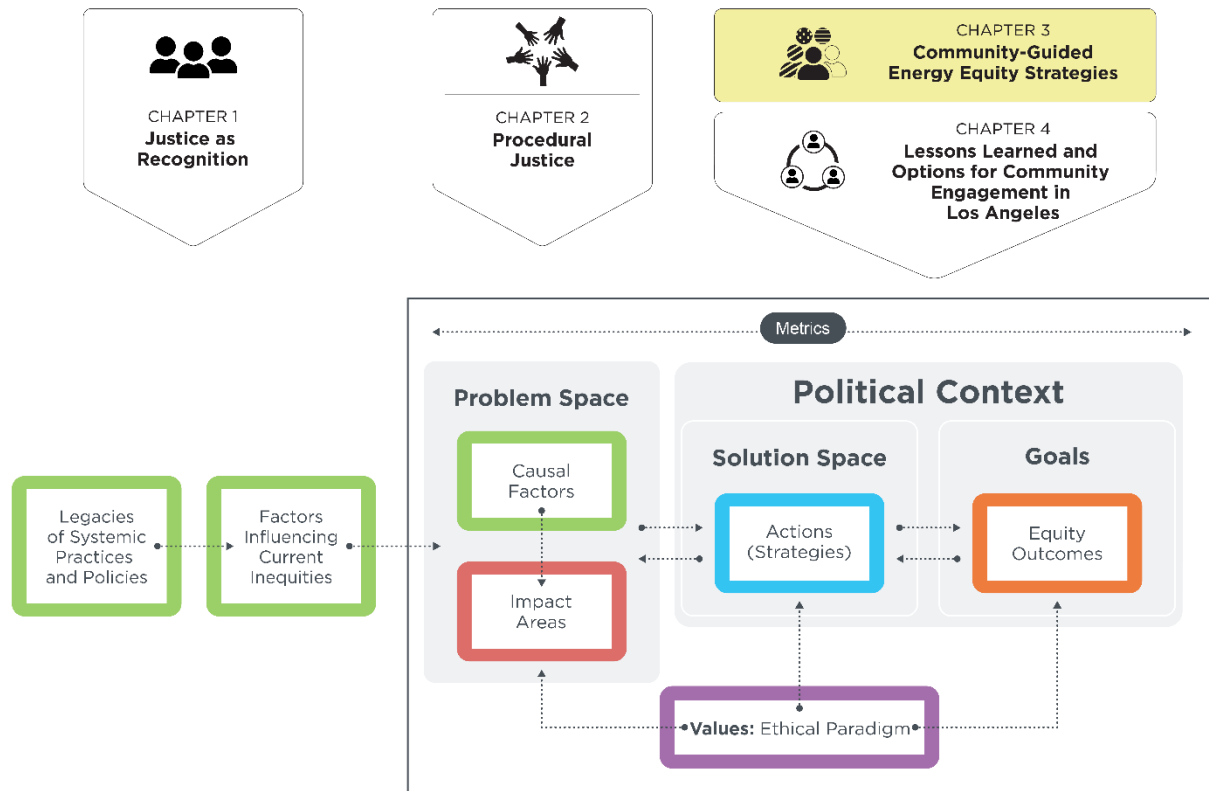 CHAPTER 1
Justice as
Recognition
CHAPTER 2
Procedural
Justice
CHAPTER 3
Community-Guided
Energy Equity Strategies
CHAPTER 4
Lessons Learned and
Options for Community
Engagement in
Los Angeles
Metrics
Problem Space
Political Context
Causal
Factors
Solution Space
Goals
Legacies
of Systemic
Practices
and Policies
Factors
Influencing
Current
Inequities
Impact
Areas
Actions
(Strategies)
Equity
Outcomes
Values: Ethical Paradigm